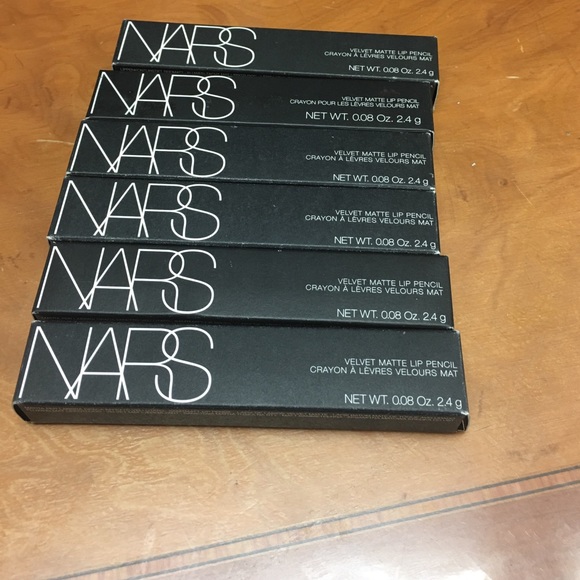 NARS
VELVET MATTE LIP PENCIL
CRAYON À LÈVRES VELOURS MAT
NET WT. 0.08 Oz. 2.4 g
NARS
VELVET MATTE LIP PENCIL
CRAYON POUR LES LÈVRES VELOURS MAT
NET WT. 0.08 Oz. 2.4 g
NARS
VELVET MATTE LIP PENCIL
CRAYON À LÈVRES VELOURS MAT
NET WT. 0.08 Oz. 2.4 g
NARS
VELVET MATTE LIP PENCIL
CRAYON À LÈVRES VELOURS MAT
NET WT. 0.08 Oz. 2.4 g
NARS
VELVET MATTE LIP PENCIL
CRAYON À LÈVRES VELOURS MAT
NET WT. 0.08 Oz. 2.4 g
NARS
VELVET MATTE LIP PENCIL
CRAYON À LÈVRES VELOURS MAT
NET WT. 0.08 Oz. 2.4 g